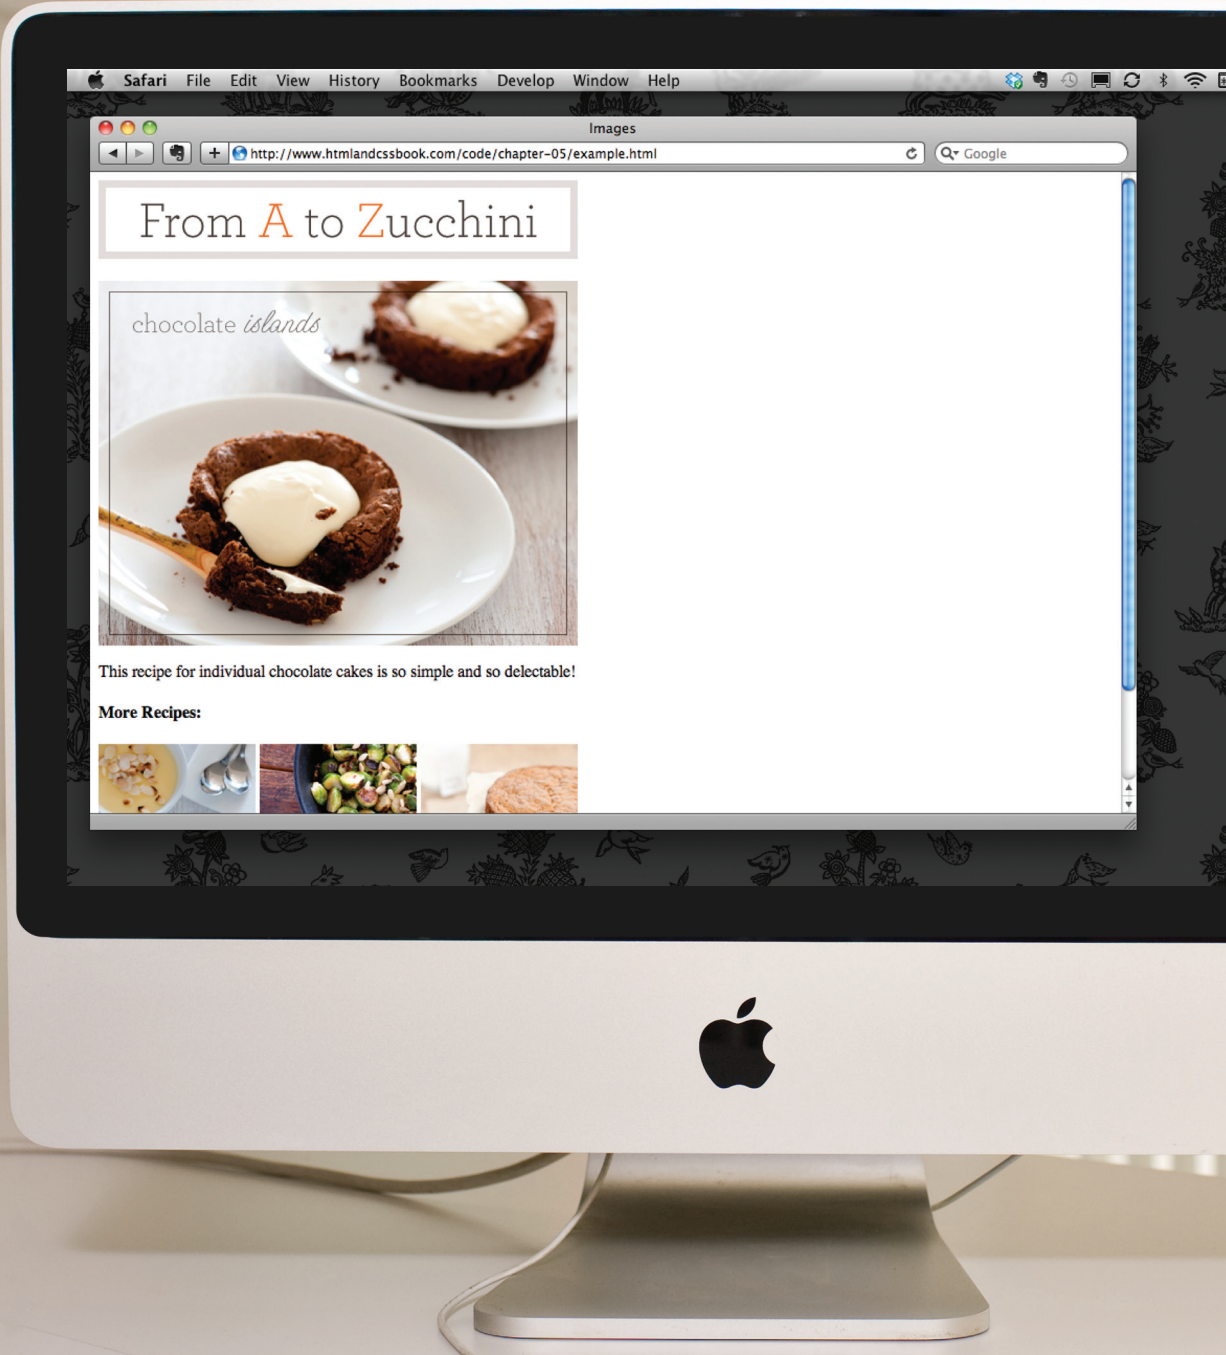 Safari File Edit View History Bookmarks Develop Window Help
Images
http://www.htmlandcssbook.com/code/chapter-05/example.html
Google
From A to Zucchini
chocolate islands
This recipe for individual chocolate cakes is so simple and so delectable!
More Recipes: